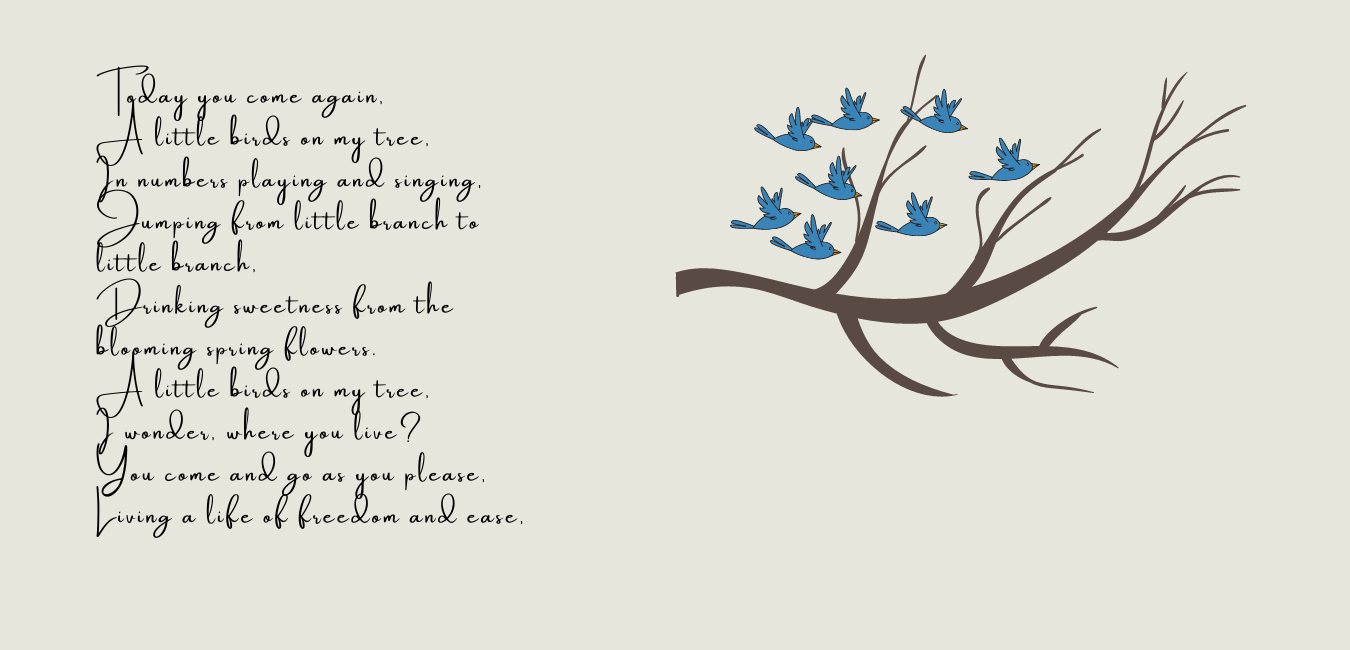 Today you come again,
A little birds on my tree,
In numbers playing and singing,
Jumping from little branch to
little branch,
Drinking sweetness from the
blooming spring flowers.
A little birds on my tree,
I wonder, where you live?
You come and go as you please,
Living a life of freedom and ease,